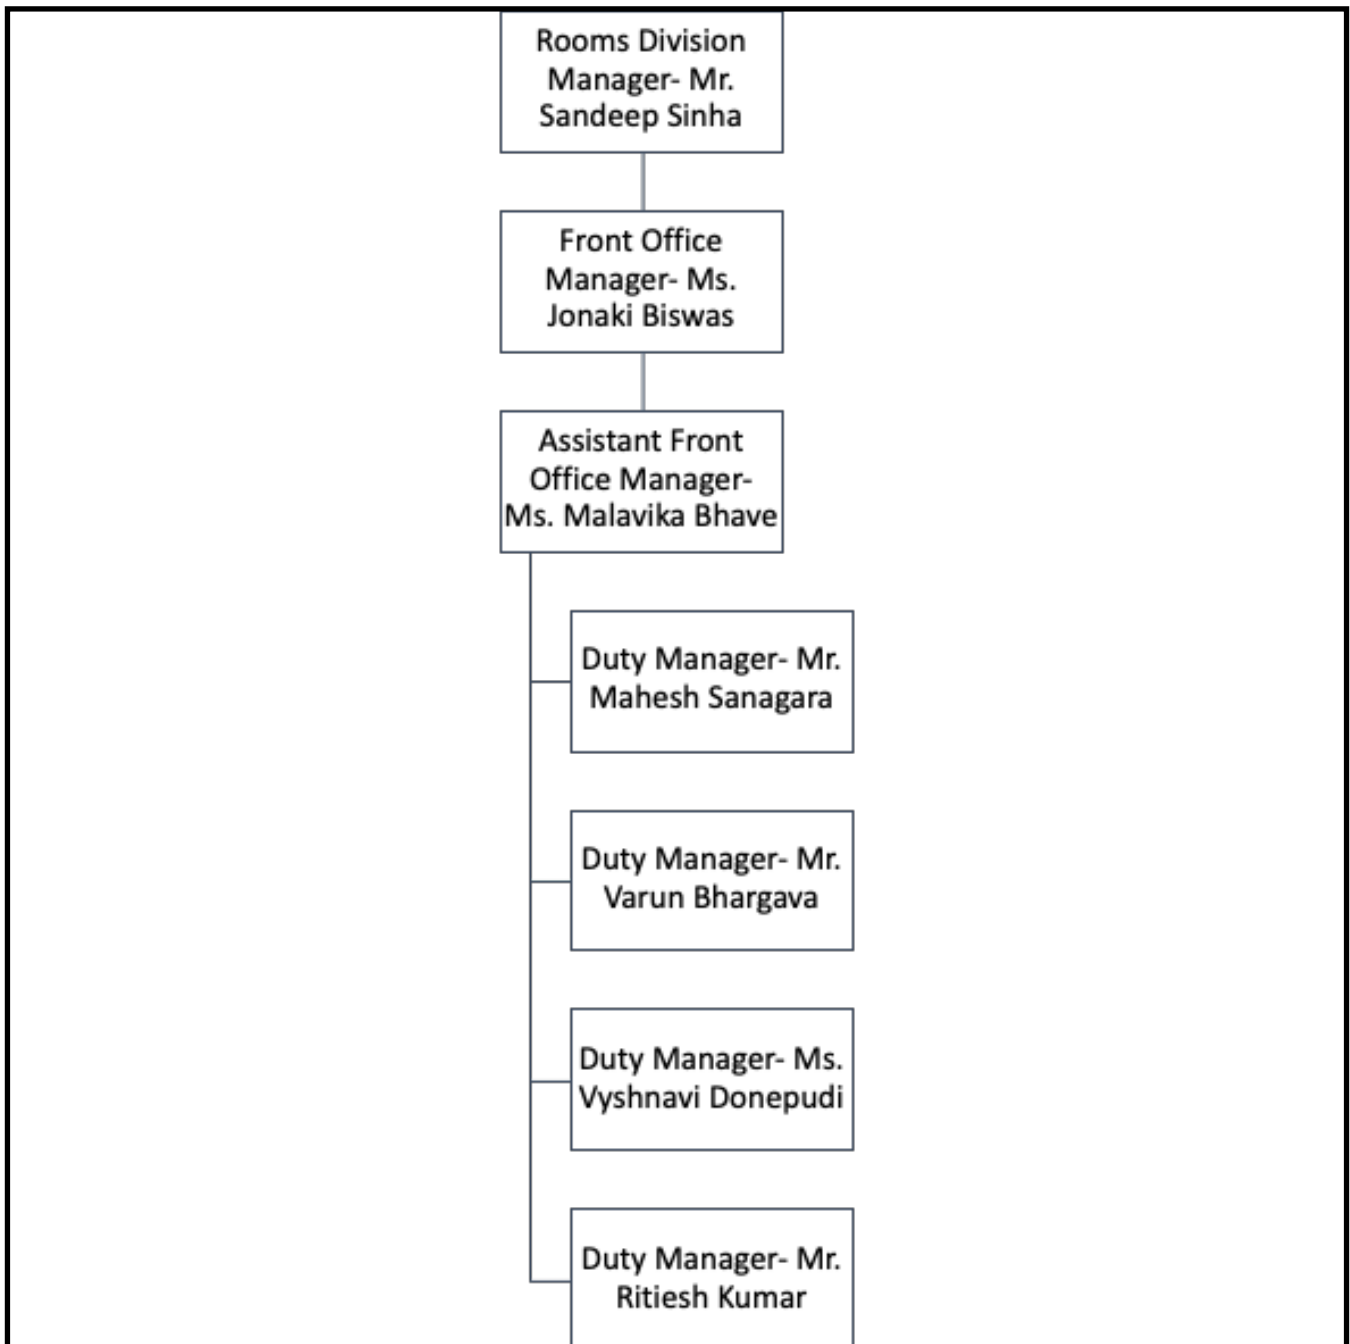 Rooms Division
Manager- Mr.
Sandeep Sinha
Front Office
Manager- Ms.
Jonaki Biswas
Assistant Front
Office Manager-
Ms. Malavika Bhave
Duty Manager- Mr.
Mahesh Sanagara
Duty Manager- Mr.
Varun Bhargava
Duty Manager- Ms.
Vyshnavi Donepudi
Duty Manager- Mr.
Ritiesh Kumar